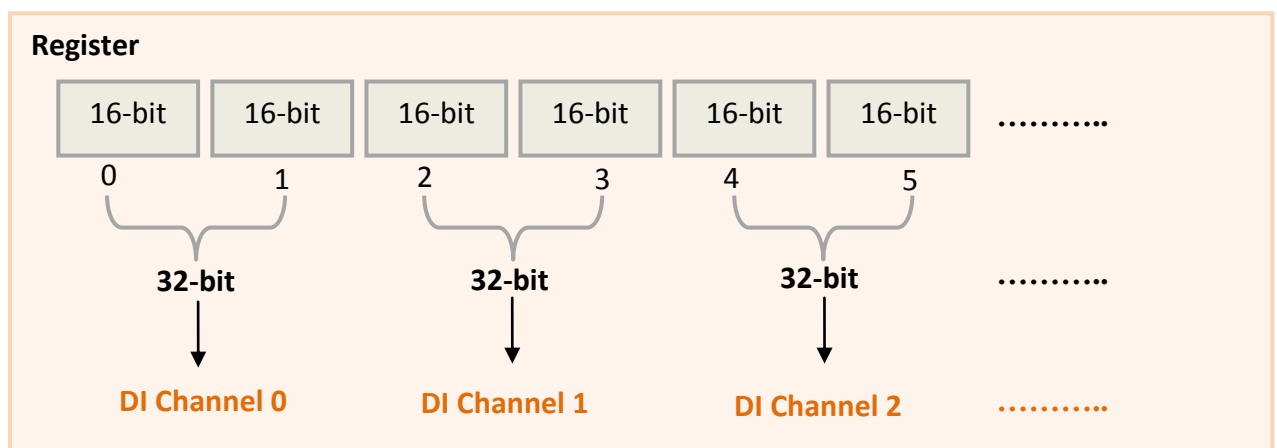 Register
16-bit 16-bit 16-bit 16-bit 16-bit 16-bit ………..
0 1 2 3 4 5
32-bit 32-bit 32-bit ………..
DI Channel 0 DI Channel 1 DI Channel 2 ………..